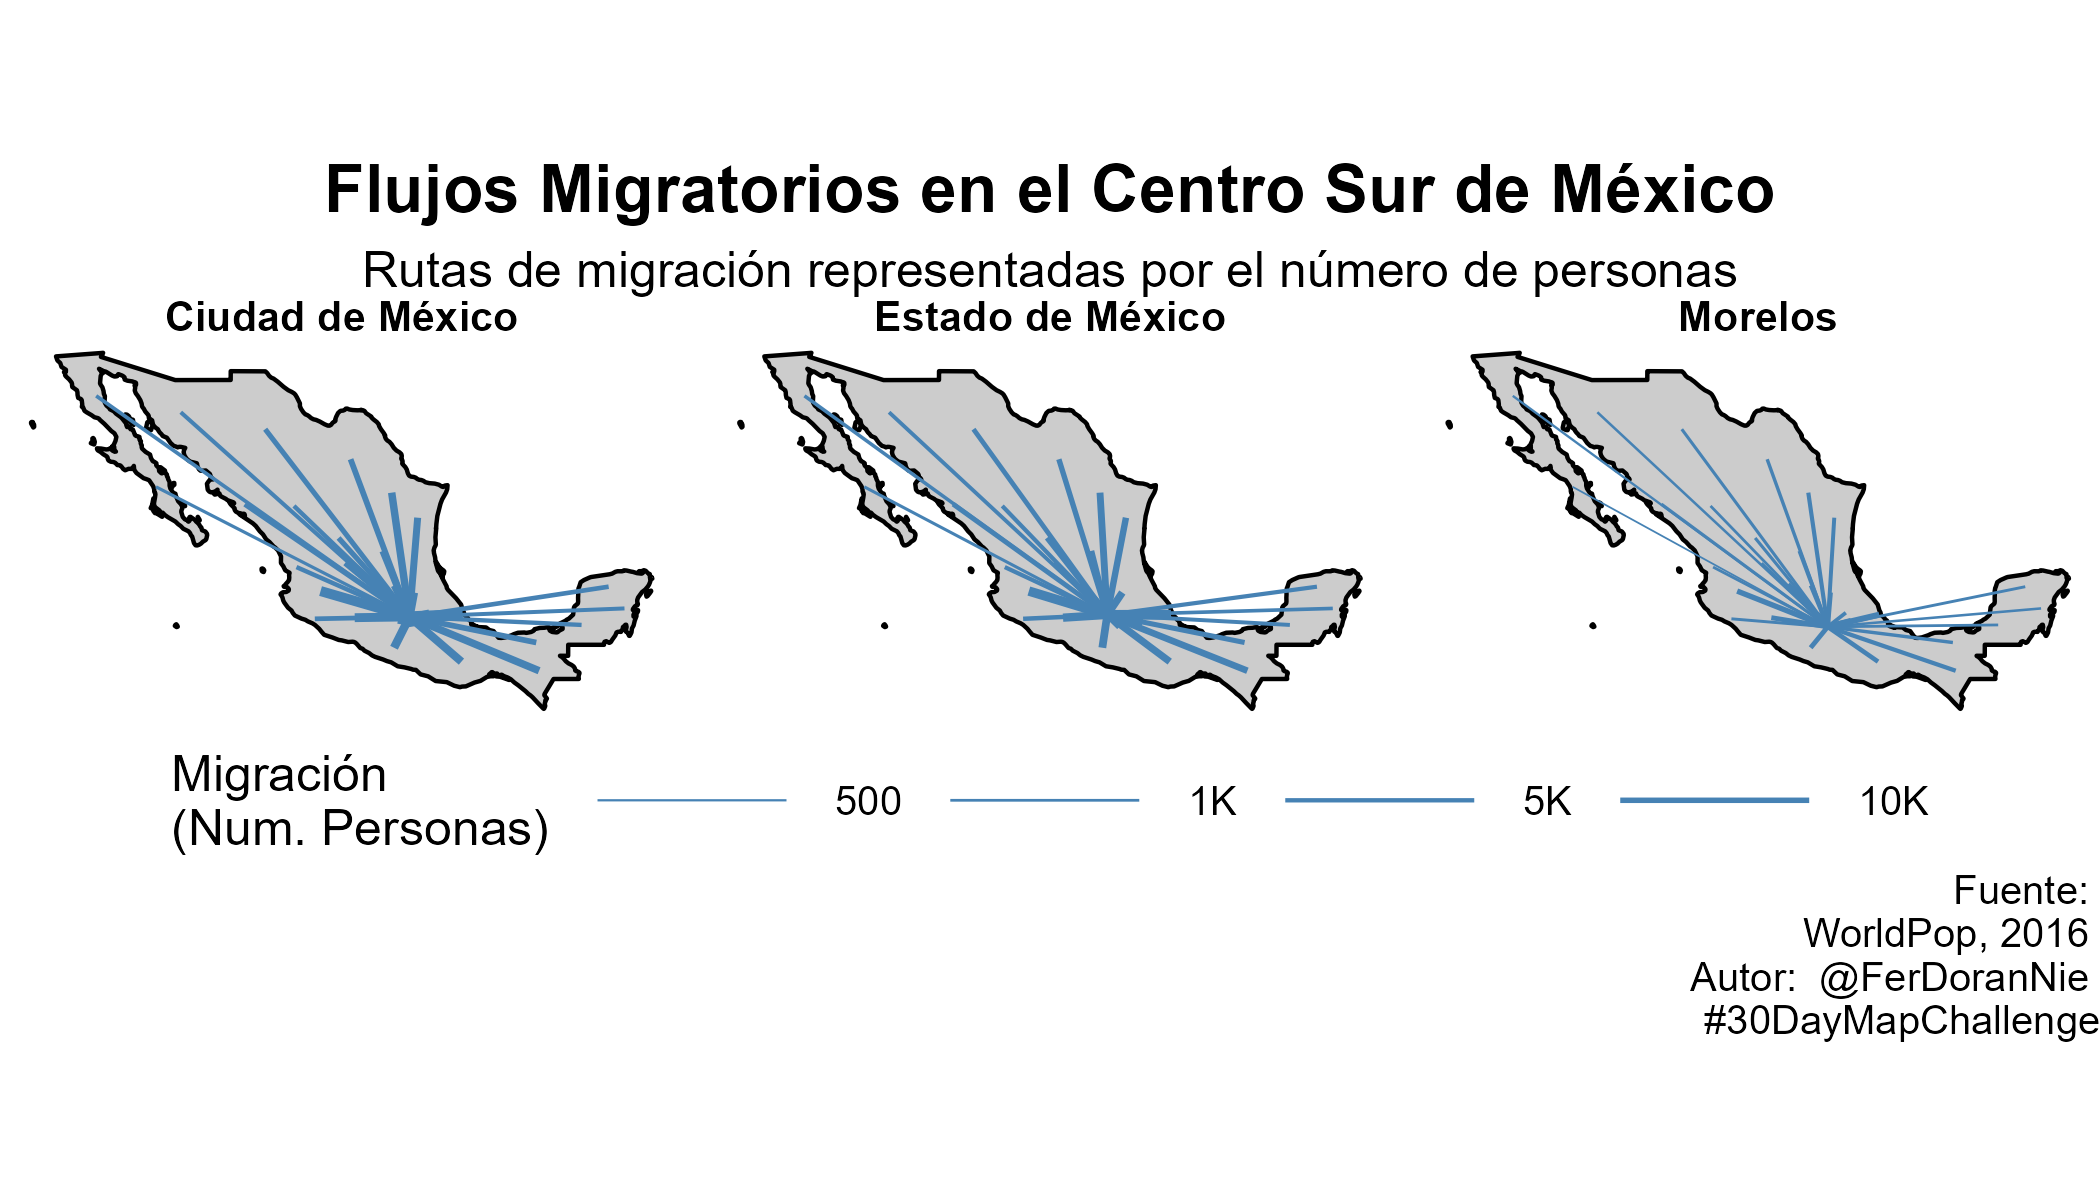 Flujos Migratorios en el Centro Sur de México
Rutas de migración representadas por el número de personas
Ciudad de México
Estado de México
Morelos
Migración
(Num. Personas)
500
1K
5K
10K
Fuente:
WorldPop, 2016
Autor:  @FerDoranNie
#30DayMapChallenge